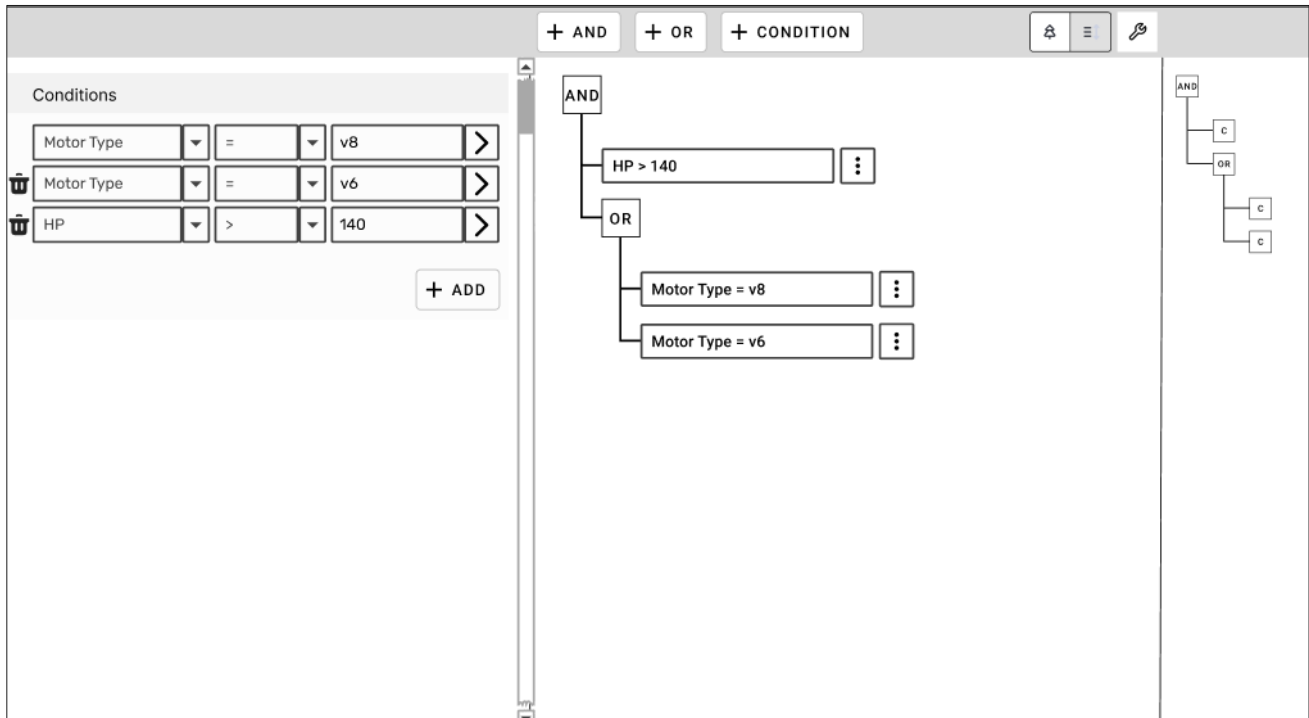 + AND + OR + CONDITION
Conditions
Motor Type = v8
Motor Type = v6
HP > 140
+ ADD
AND
HP > 140
OR
Motor Type = v8
Motor Type = v6
AND
C
OR
C
C